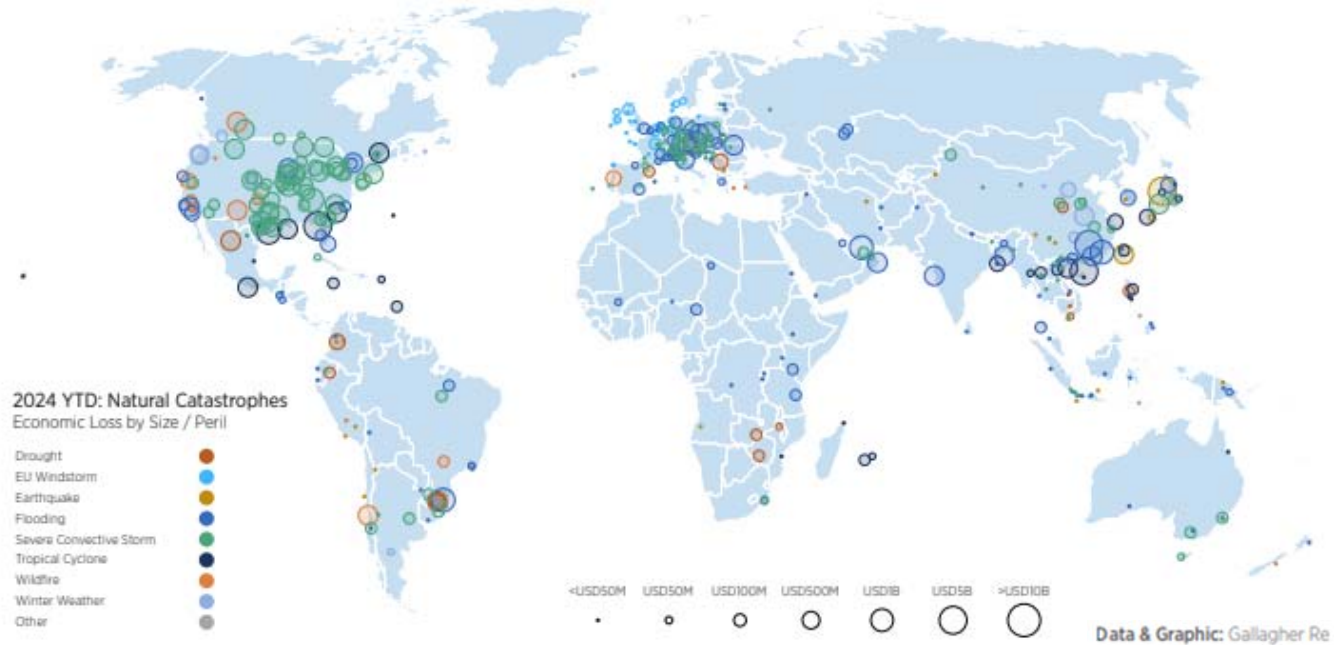 2024 YTD: Natural Catastrophes
Economic Loss by Size / Peril
Drought
EU Windstorm
Earthquake
Flooding
Severe Convective Storm
Tropical Cyclone
Wildfire
Winter Weather
Other
<USD50M USD50M USD100M USD500M USD1B USD5B >USD10B
Data & Graphic: Gallagher Re